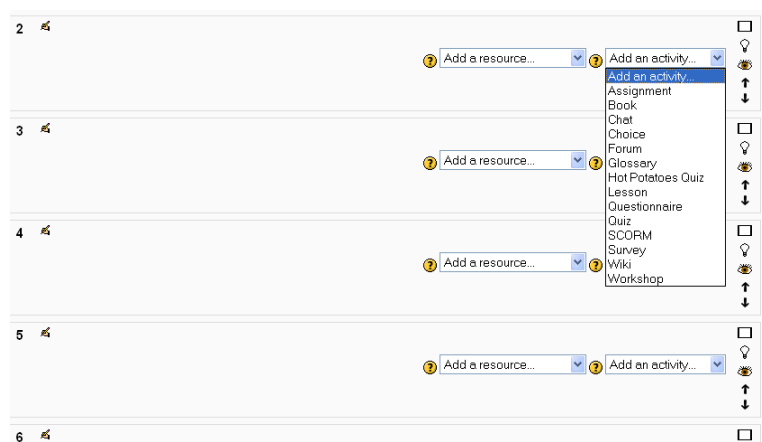 2
Add a resource... Add an activity...
Add an activity...
Assignment
Book
Chat
Choice
Forum
Glossary
Hot Potatoes Quiz
Lesson
Questionnaire
Quiz
SCORM
Survey
Wiki
Workshop
3
Add a resource...
4
Add a resource...
5
Add a resource... Add an activity...
6